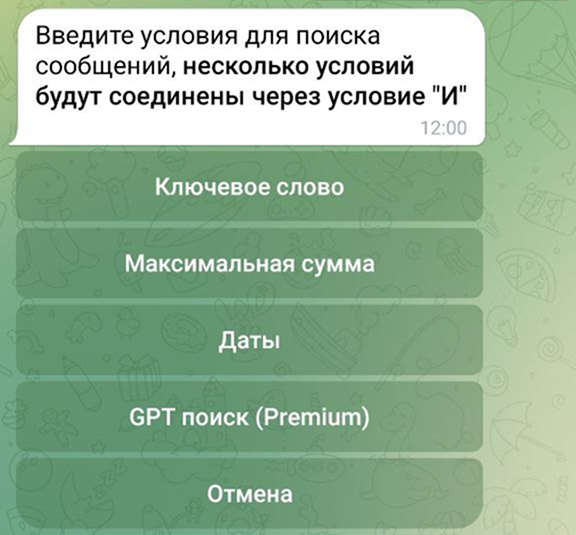 Введите условия для поиска
сообщений, несколько условий
будут соединены через условие "И"
12:00
Ключевое слово
Максимальная сумма
Даты
GPT поиск (Premium)
Отмена